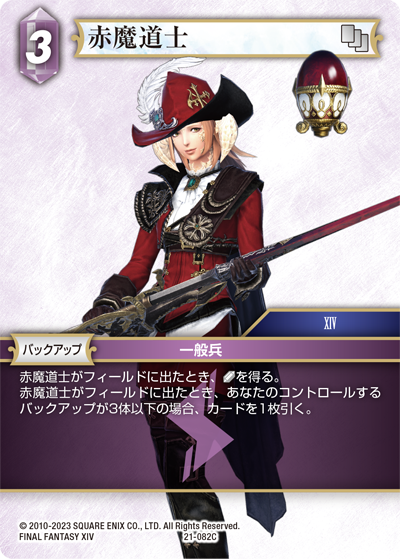 3
赤魔道士
XIV
バックアップ
一般兵
赤魔道士がフィールドに出たとき、を得る。
赤魔道士がフィールドに出たとき、あなたのコントロールする
バックアップが3体以下の場合、カードを1枚引く。
© 2010-2023 SQUARE ENIX CO., LTD. All Rights Reserved.
FINAL FANTASY XIV
21-082C